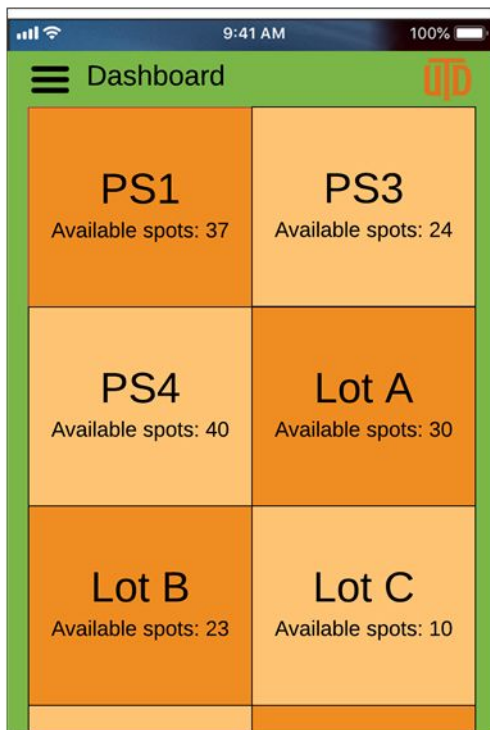 9:41 AM
100%
Dashboard
UTD
PS1
Available spots: 37
PS3
Available spots: 24
PS4
Available spots: 40
Lot A
Available spots: 30
Lot B
Available spots: 23
Lot C
Available spots: 10